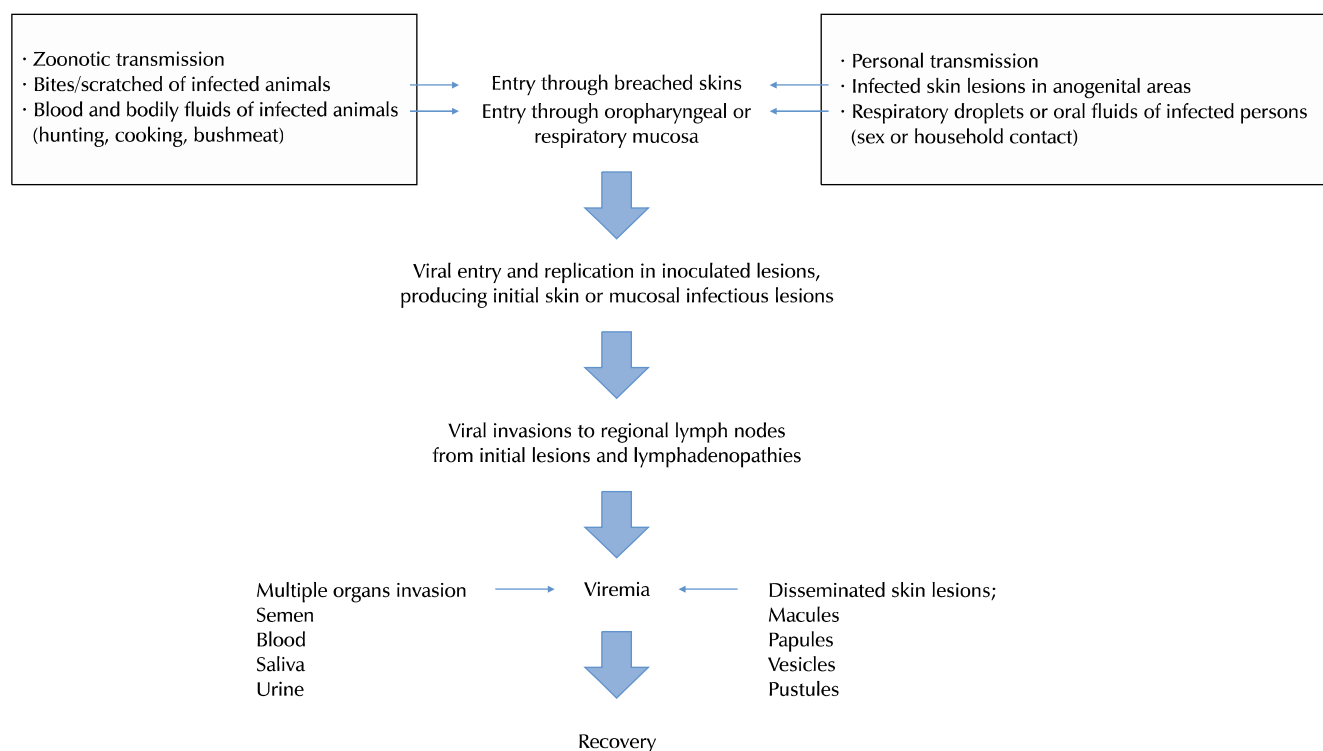 · Zoonotic transmission
· Bites/scratched of infected animals
· Blood and bodily fluids of infected animals
(hunting, cooking, bushmeat)
Entry through breached skins
Entry through oropharyngeal or
respiratory mucosa
· Personal transmission
· Infected skin lesions in anogenital areas
· Respiratory droplets or oral fluids of infected persons
(sex or household contact)
Viral entry and replication in inoculated lesions,
producing initial skin or mucosal infectious lesions
Viral invasions to regional lymph nodes
from initial lesions and lymphadenopathies
Multiple organs invasion
Semen
Blood
Saliva
Urine
Viremia
Disseminated skin lesions;
Macules
Papules
Vesicles
Pustules
Recovery